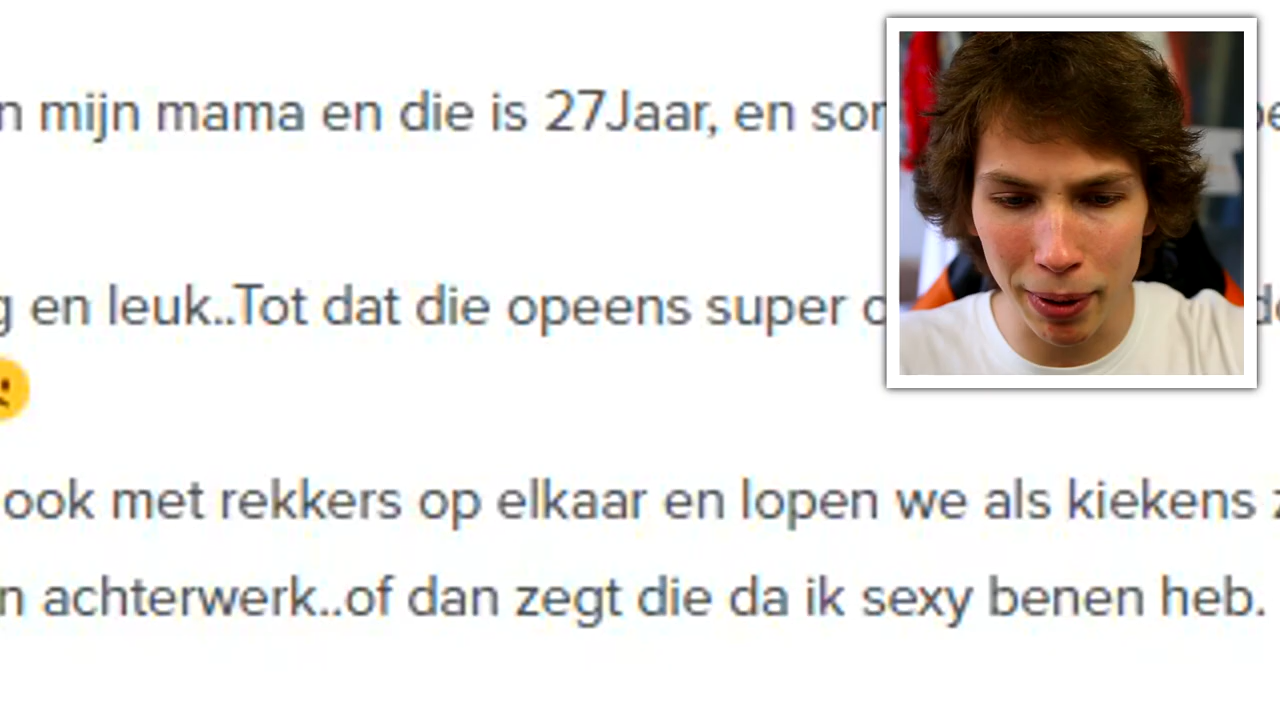 n mijn mama en die is 27Jaar, en
g en leuk..Tot dat die opeens super
ook met rekkers op elkaar en lopen we als kiekens
n achterwerk..of dan zegt die da ik sexy benen heb.